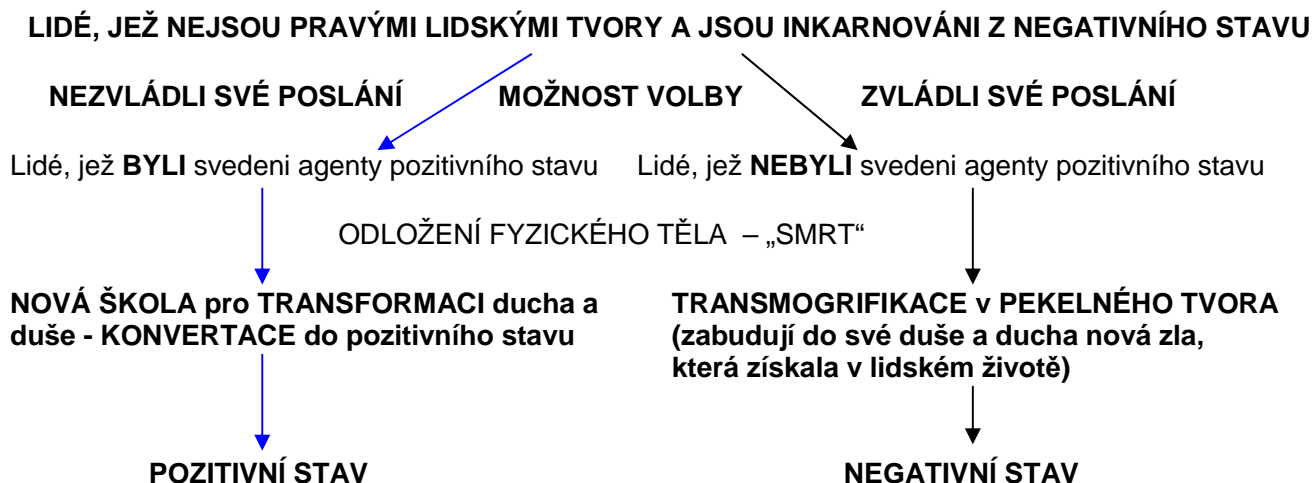 LIDÉ, JEŽ NEJSOU PRAVÝMI LIDSKÝMI TVORY A JSOU INKARNOVÁNI Z NEGATIVNÍHO STAVU
NEZVLÁDLI SVÉ POSLÁNÍ MOŽNOST VOLBY ZVLÁDLI SVÉ POSLÁNÍ
Lidé, jež BYLI svedeni agenty pozitivního stavu Lidé, jež NEBYLI svedeni agenty pozitivního stavu
ODLOŽENÍ FYZICKÉHO TĚLA – „SMRT“
NOVÁ ŠKOLA pro TRANSFORMACI ducha a
duše - KONVERTACE do pozitivního stavu
TRANSMOGRIFIKACE v PEKELNÉHO TVORA
(zabudují do své duše a ducha nová zla,
která získala v lidském životě)
POZITIVNÍ STAV NEGATIVNÍ STAV